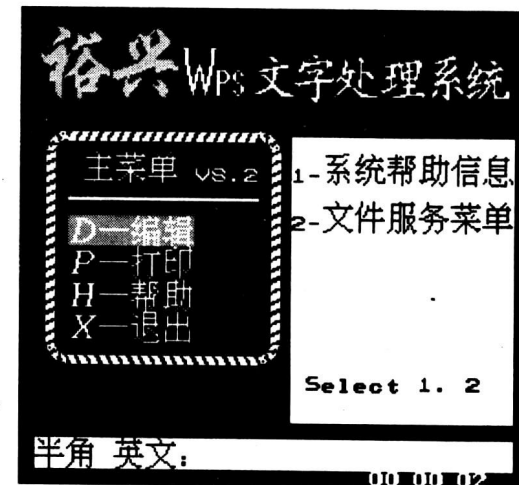 裕兴WPS文字处理系统
主菜单 V8.2
D—编辑
P—打印
H—帮助
X—退出
1-系统帮助信息
2-文件服务菜单
Select 1. 2
半角 英文:
00 00 02